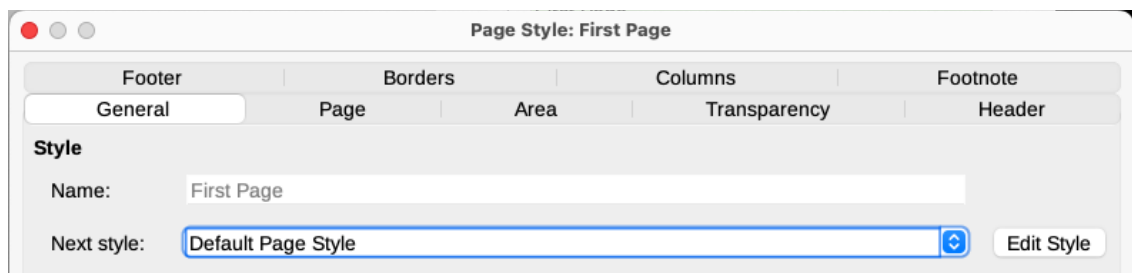 Page Style: First Page
Footer Borders Columns Footnote
General Page Area Transparency Header
Style
Name: First Page
Next style: Default Page Style Edit Style